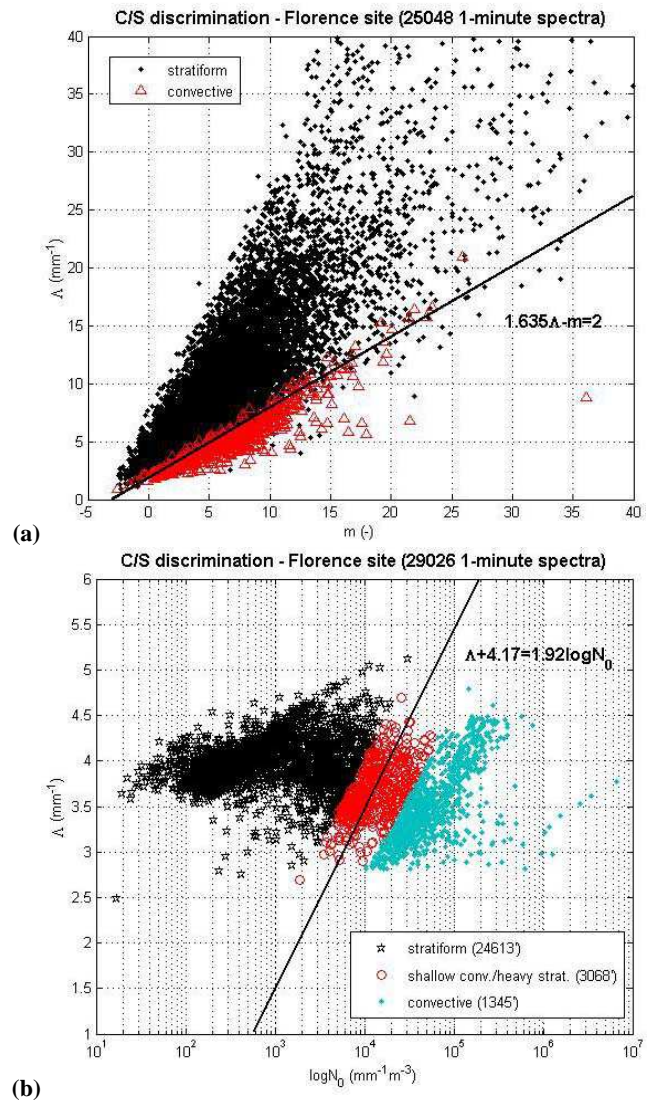 C/S discrimination - Florence site (25048 1-minute spectra)
40
35
30
25
20
15
10
5
0
Λ (mm⁻¹)
stratiform
convective
1.635Λ-m=2
-5 0 5 10 15 20 25 30 35 40
m (-)
(a)
C/S discrimination - Florence site (29026 1-minute spectra)
6
5.5
5
4.5
4
3.5
3
2.5
2
1.5
1
Λ (mm⁻¹)
Λ+4.17=1.92logN₀
stratiform (24613')
shallow conv./heavy strat. (3068')
convective (1345')
10¹ 10² 10³ 10⁴ 10⁵ 10⁶ 10⁷
logN₀ (mm⁻¹m⁻³)
(b)